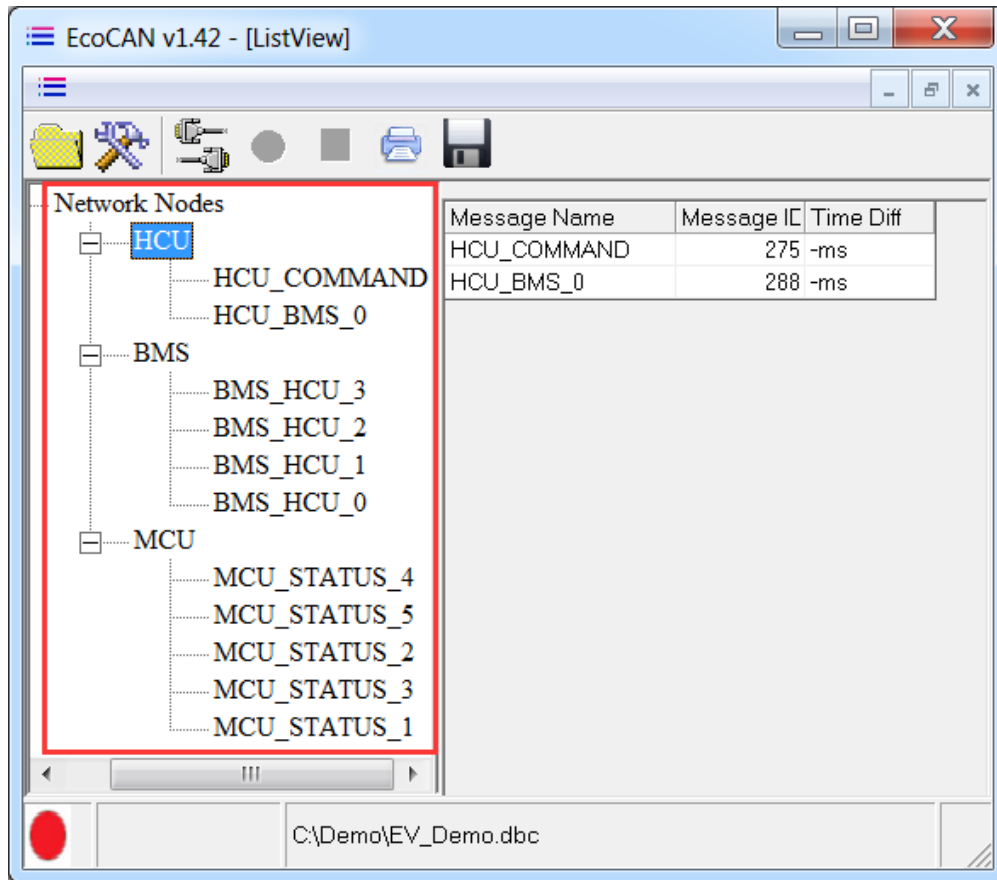 EcoCAN v1.42 - [ListView]
Network Nodes
HCU
HCU_COMMAND
HCU_BMS_0
BMS
BMS_HCU_3
BMS_HCU_2
BMS_HCU_1
BMS_HCU_0
MCU
MCU_STATUS_4
MCU_STATUS_5
MCU_STATUS_2
MCU_STATUS_3
MCU_STATUS_1
Message Name Message ID Time Diff
HCU_COMMAND 275 -ms
HCU_BMS_0 288 -ms
C:\Demo\EV_Demo.dbc